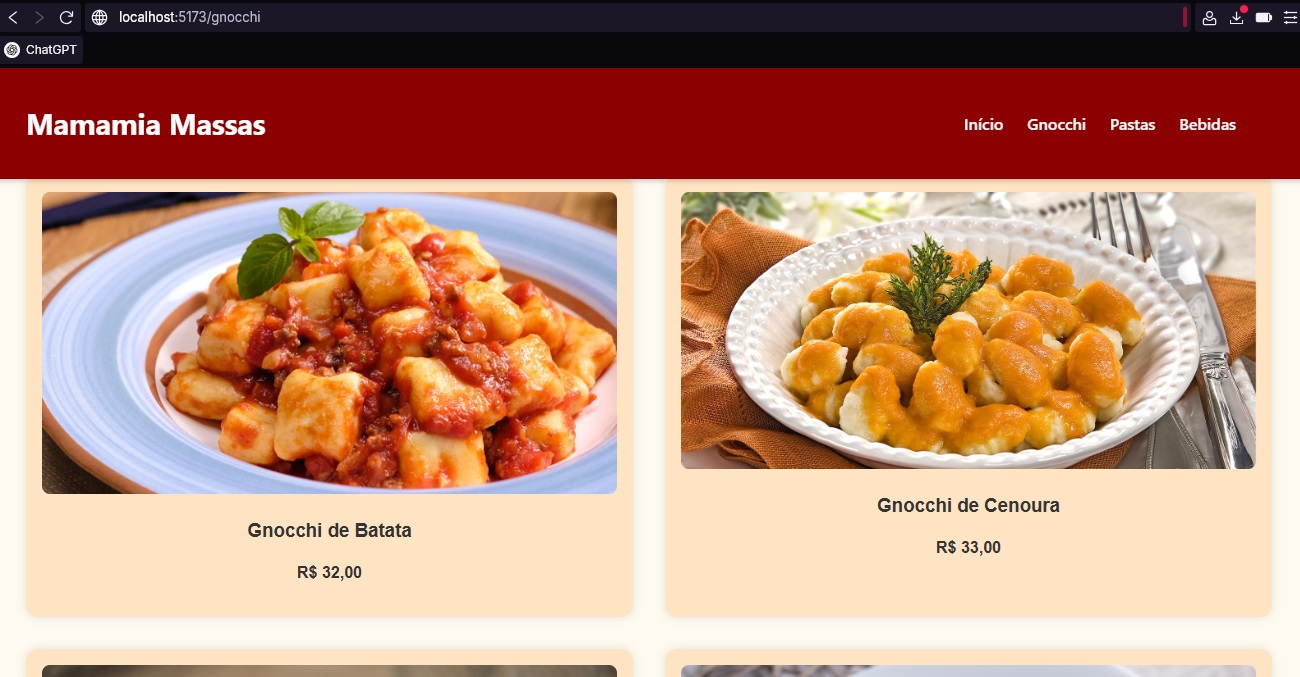 localhost:5173/gnocchi
ChatGPT
Mamamia Massas
Início Gnocchi Pastas Bebidas
Gnocchi de Batata
R$ 32,00
Gnocchi de Cenoura
R$ 33,00